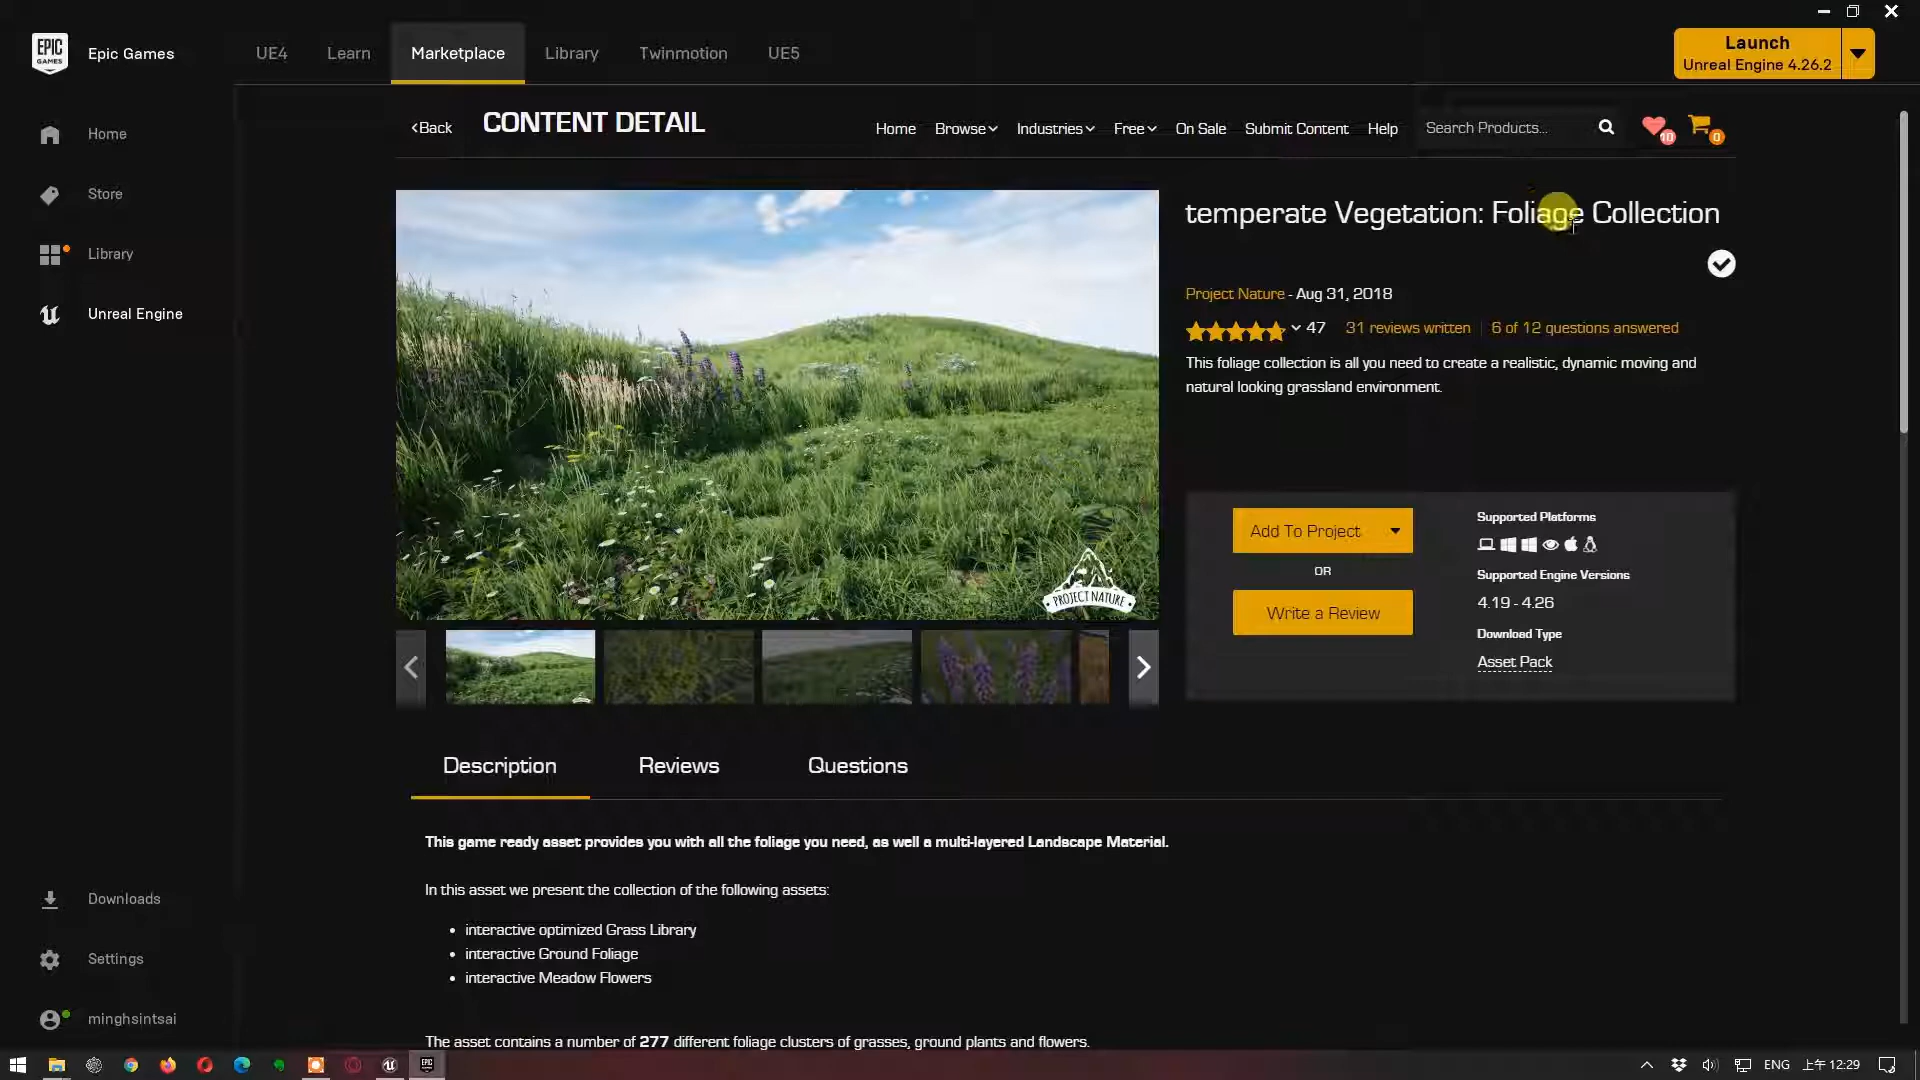 EPIC GAMES
Epic Games
UE4 Learn Marketplace Library Twinmotion UE5
Launch
Unreal Engine 4.26.2
Home
Store
Library
Unreal Engine
Downloads
Settings
minghsintsai
<Back
CONTENT DETAIL
Home Browse Industries Free On Sale Submit Content Help
Search Products...
10
0
PROJECT NATURE
temperate Vegetation: Foliage Collection
Project Nature - Aug 31, 2018
47 31 reviews written 6 of 12 questions answered
This foliage collection is all you need to create a realistic, dynamic moving and
natural looking grassland environment.
Add To Project
OR
Write a Review
Supported Platforms
Supported Engine Versions
4.19 - 4.26
Download Type
Asset Pack
Description Reviews Questions
This game ready asset provides you with all the foliage you need, as well a multi-layered Landscape Material.
In this asset we present the collection of the following assets:
• interactive optimized Grass Library
• interactive Ground Foliage
• interactive Meadow Flowers
The asset contains a number of 277 different foliage clusters of grasses, ground plants and flowers.
ENG 上午 12:29